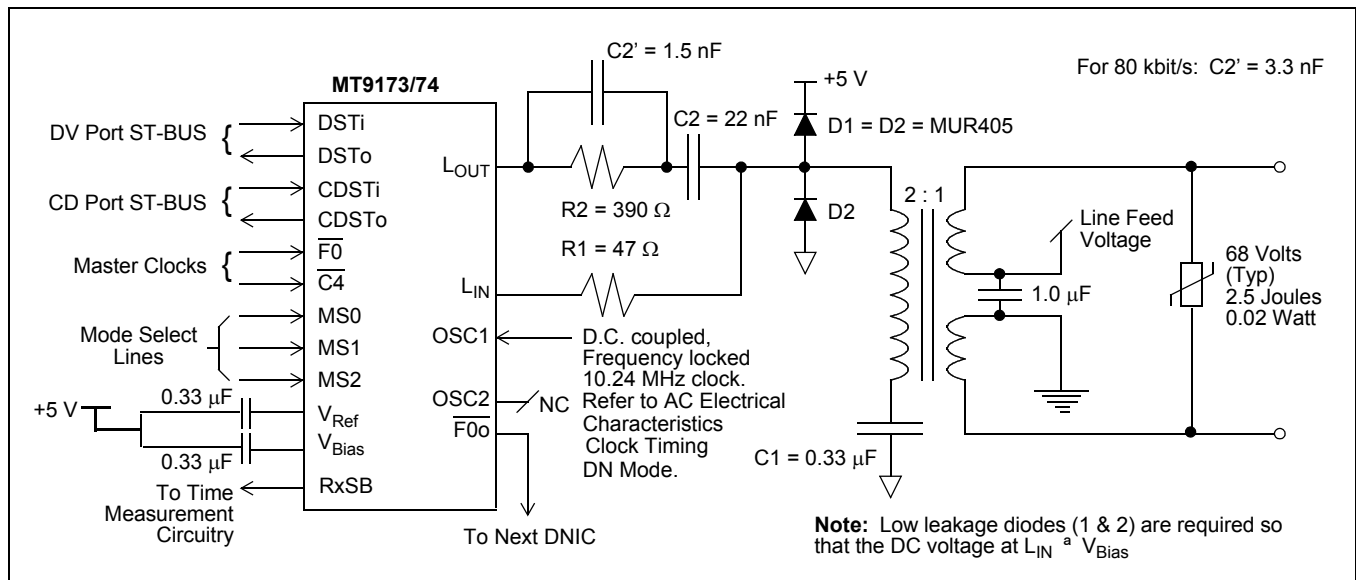 C2' = 1.5 nF
For 80 kbit/s: C2' = 3.3 nF
MT9173/74
+5 V
DV Port ST-BUS {
DSTi
DSTo
C2 = 22 nF
D1 = D2 = MUR405
LOUT
CD Port ST-BUS {
CDSTi
CDSTo
R2 = 390 Ω
D2
2 : 1
Line Feed
Voltage
Master Clocks {
F0
C4
R1 = 47 Ω
LIN
68 Volts
(Typ)
2.5 Joules
0.02 Watt
1.0 μF
Mode Select
Lines
MS0
MS1
MS2
OSC1
D.C. coupled,
Frequency locked
10.24 MHz clock.
Refer to AC Electrical
Characteristics
Clock Timing
DN Mode.
OSC2
NC
F0o
+5 V
0.33 μF
VRef
VBias
0.33 μF
RxSB
To Time
Measurement
Circuitry
To Next DNIC
C1 = 0.33 μF
Note: Low leakage diodes (1 & 2) are required so
that the DC voltage at LIN ª VBias